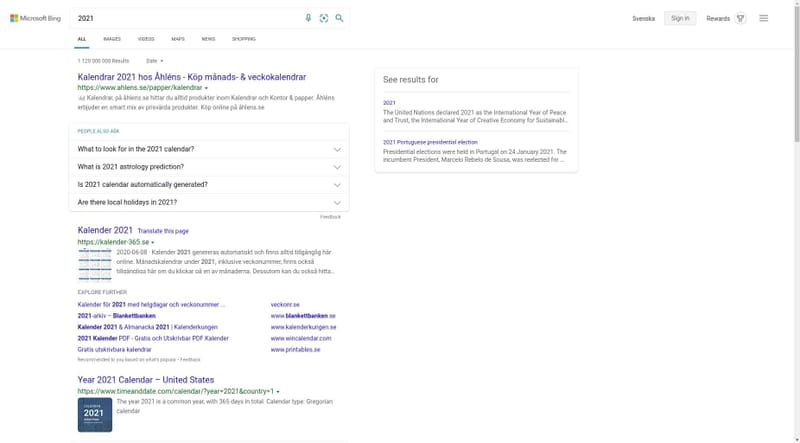 Microsoft Bing
2021
Svenska
Sign in
Rewards
ALL
IMAGES
VIDEOS
MAPS
NEWS
SHOPPING
1 120 000 000 Results
Date
Kalendrar 2021 hos Åhléns - Köp månads- & veckokalendrar
https://www.ahlens.se/papper/kalendrar
Kalendrar, på åhlens.se hittar du alltid produkter inom Kalendrar och Kontor & papper. Åhléns
erbjuder en smart mix av prisvärda produkter. Köp online på åhlens.se
See results for
2021
The United Nations declared 2021 as the International Year of Peace
and Trust, the International Year of Creative Economy for Sustainabl…
2021 Portuguese presidential election
Presidential elections were held in Portugal on 24 January 2021. The
incumbent President, Marcelo Rebelo de Sousa, was reelected for …
PEOPLE ALSO ASK
What to look for in the 2021 calendar?
What is 2021 astrology prediction?
Is 2021 calendar automatically generated?
Are there local holidays in 2021?
Feedback
Kalender 2021 Translate this page
https://kalender-365.se
2020-06-08 · Kalender 2021 genereras automatiskt och finns alltid tillgänglig här
online. Månadskalendrar under 2021, inklusive veckonummer, finns också
tillgängliga här om du klickar på en av månaderna. Dessutom kan du också hitta…
EXPLORE FURTHER
Kalender för 2021 med helgdagar och veckonummer ... veckonr.se
2021-arkiv – Blankettbanken www.blankettbanken.se
Kalender 2021 & Almanacka 2021 | Kalenderkungen www.kalenderkungen.se
2021 Kalender PDF - Gratis och Utskrivbar PDF Kalender www.wincalendar.com
Gratis utskrivbara kalendrar www.printables.se
Recommended to you based on what's popular • Feedback
Year 2021 Calendar – United States
https://www.timeanddate.com/calendar/?year=2021&country=1
CALENDAR
2021
The year 2021 is a common year, with 365 days in total. Calendar type: Gregorian
calendar